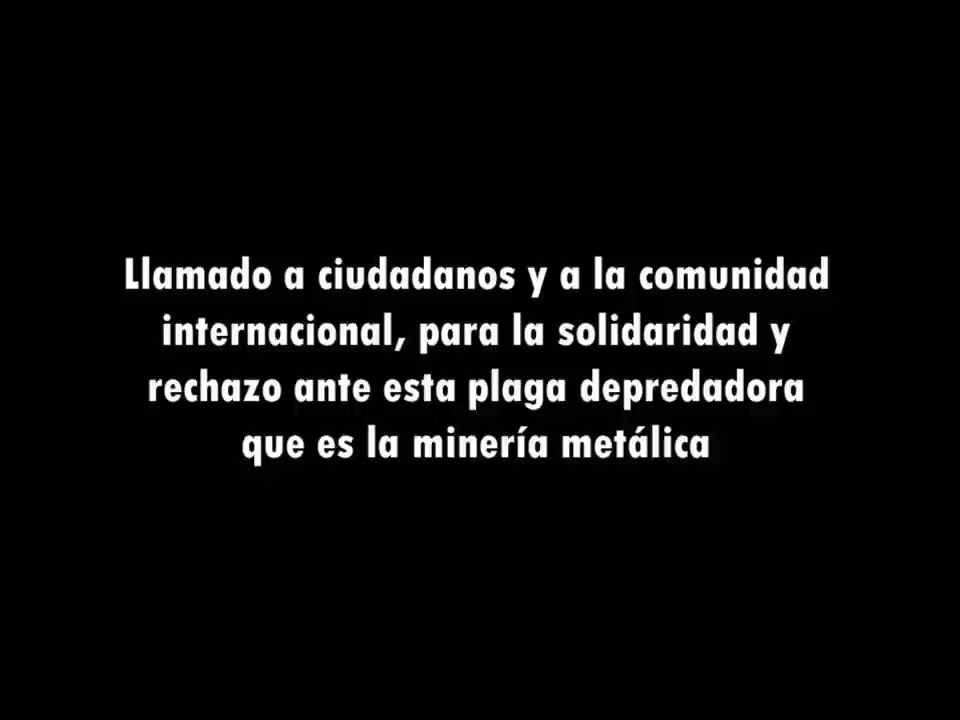 Llamado a ciudadanos y a la comunidad
internacional, para la solidaridad y
rechazo ante esta plaga depredadora
que es la minería metálica